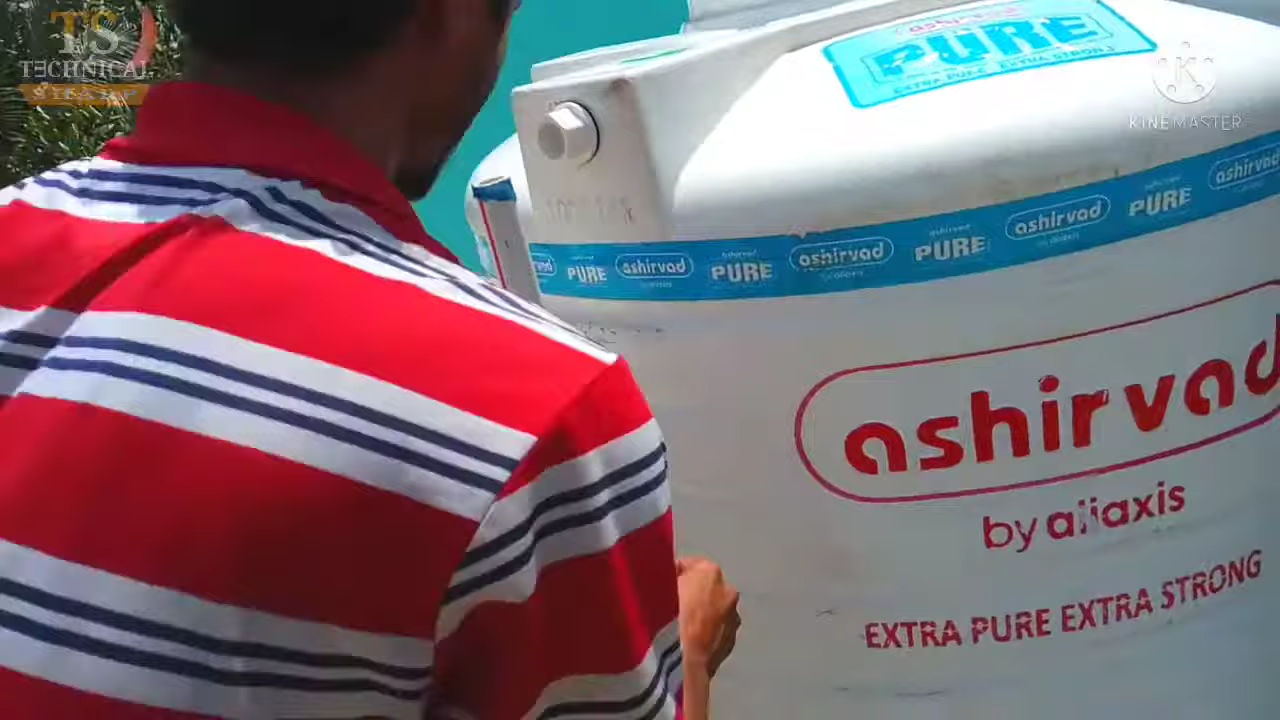 TS
TECHNICAL
ashirvad
PURE
EXTRA PURE EXTRA STRONG
KINEMASTER
PURE ashirvad PURE ashirvad PURE ashirvad PURE ashirvad
ashirvad
by aliaxis
EXTRA PURE EXTRA STRONG